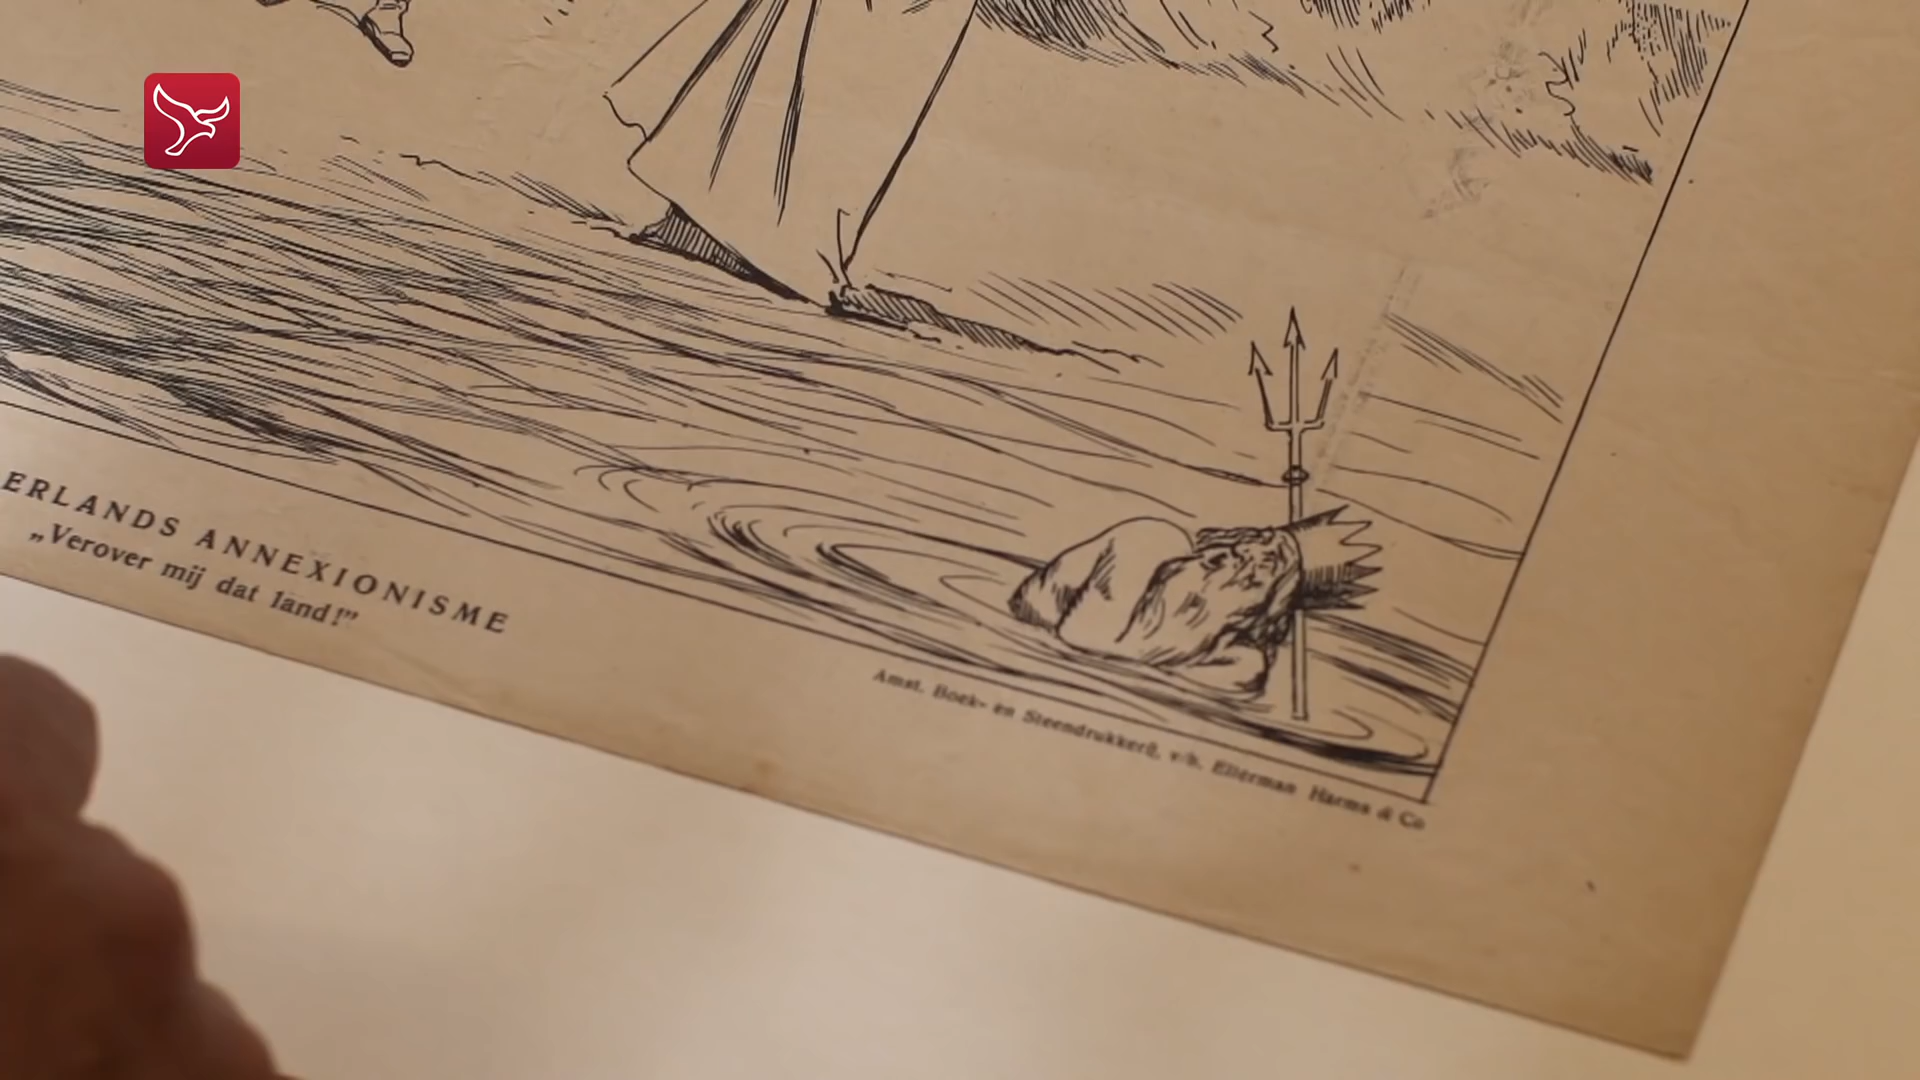 ERLANDS ANNEXIONISME
„Verover mij dat land!”
Amst. Boek- en Steendrukkerij, v/h. Ellerman Harms & Co